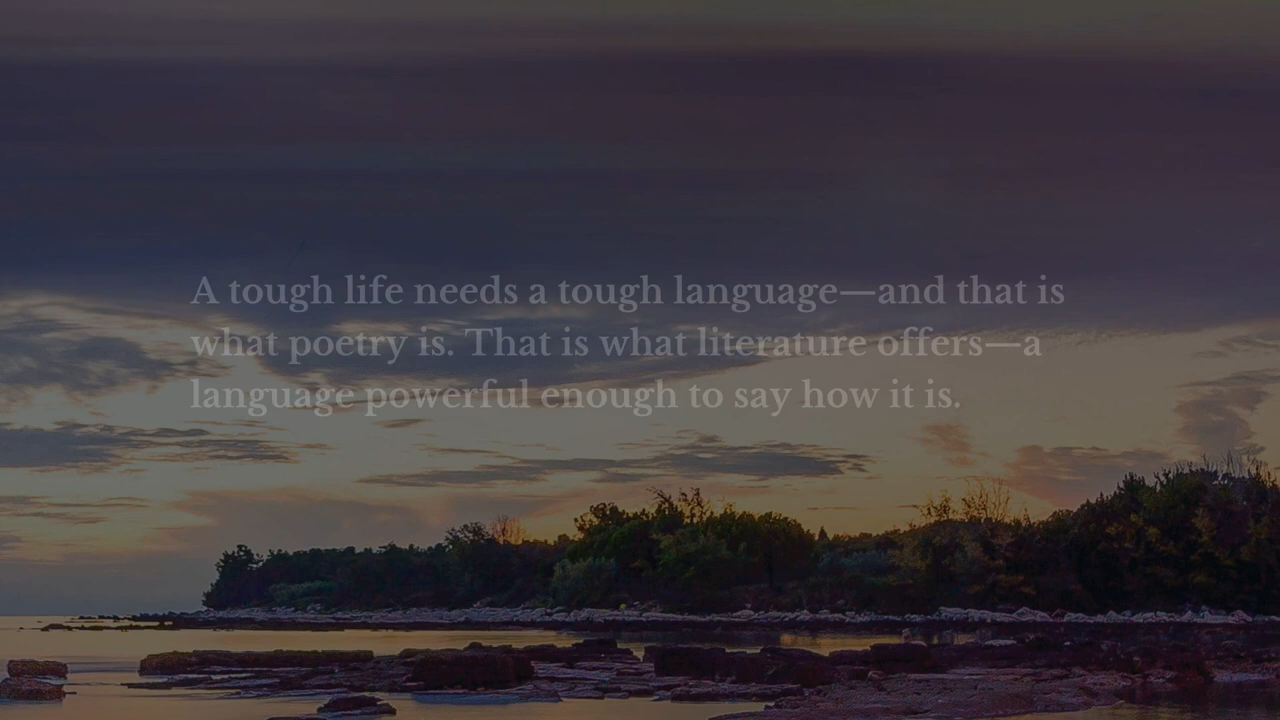 A tough life needs a tough language—and that is
what poetry is. That is what literature offers—a
language powerful enough to say how it is.